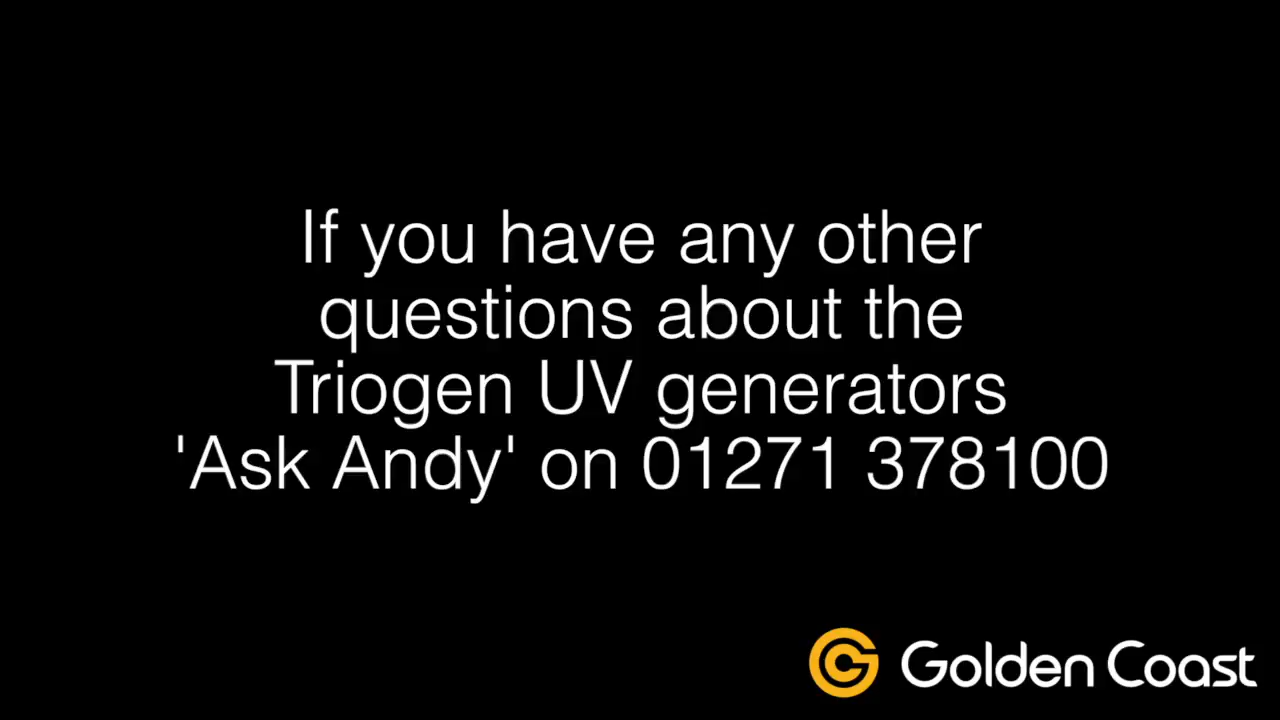 If you have any other
questions about the
Triogen UV generators
'Ask Andy' on 01271 378100
Golden Coast